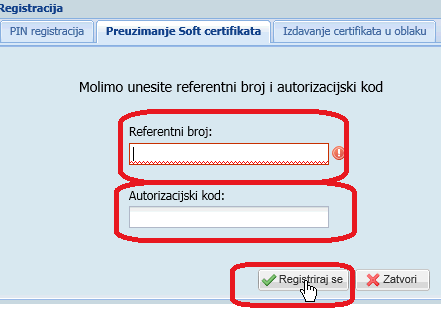 Registracija
PIN registracija
Preuzimanje Soft certifikata
Izdavanje certifikata u oblaku
Molimo unesite referentni broj i autorizacijski kod
Referentni broj:
Autorizacijski kod:
Registriraj se
Zatvori